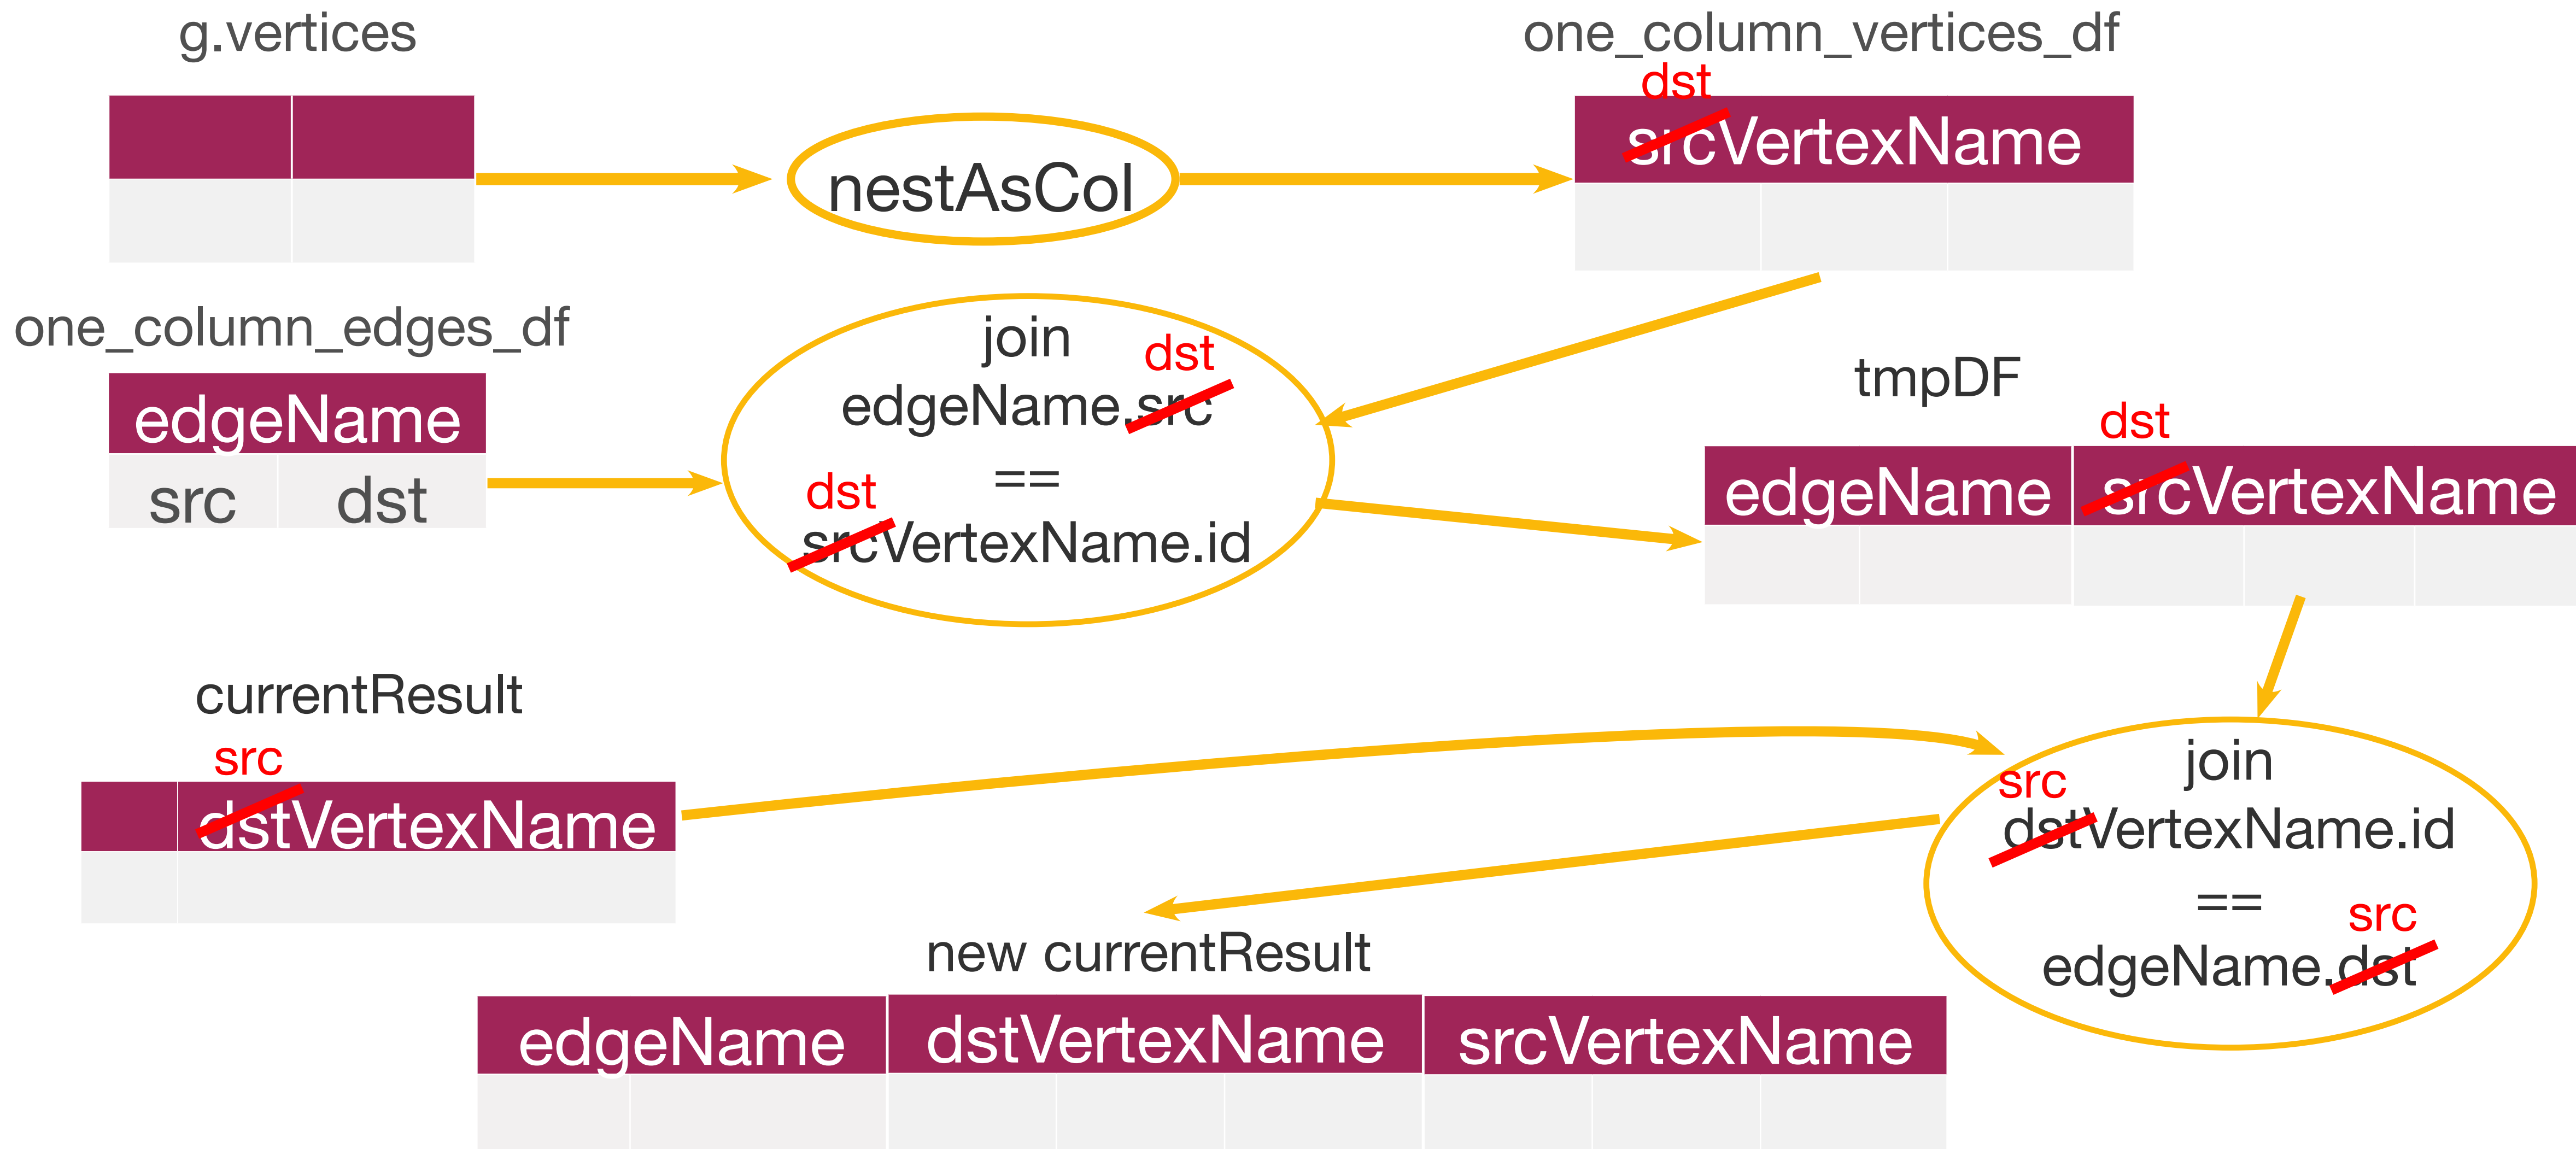 g.vertices
one_column_vertices_df
dst
srcVertexName
nestAsCol
one_column_edges_df
edgeName
src dst
join
dst
edgeName.src
==
dst
srcVertexName.id
tmpDF
dst
edgeName srcVertexName
currentResult
src
dstVertexName
join
src
dstVertexName.id
==
src
edgeName.dst
new currentResult
edgeName dstVertexName srcVertexName